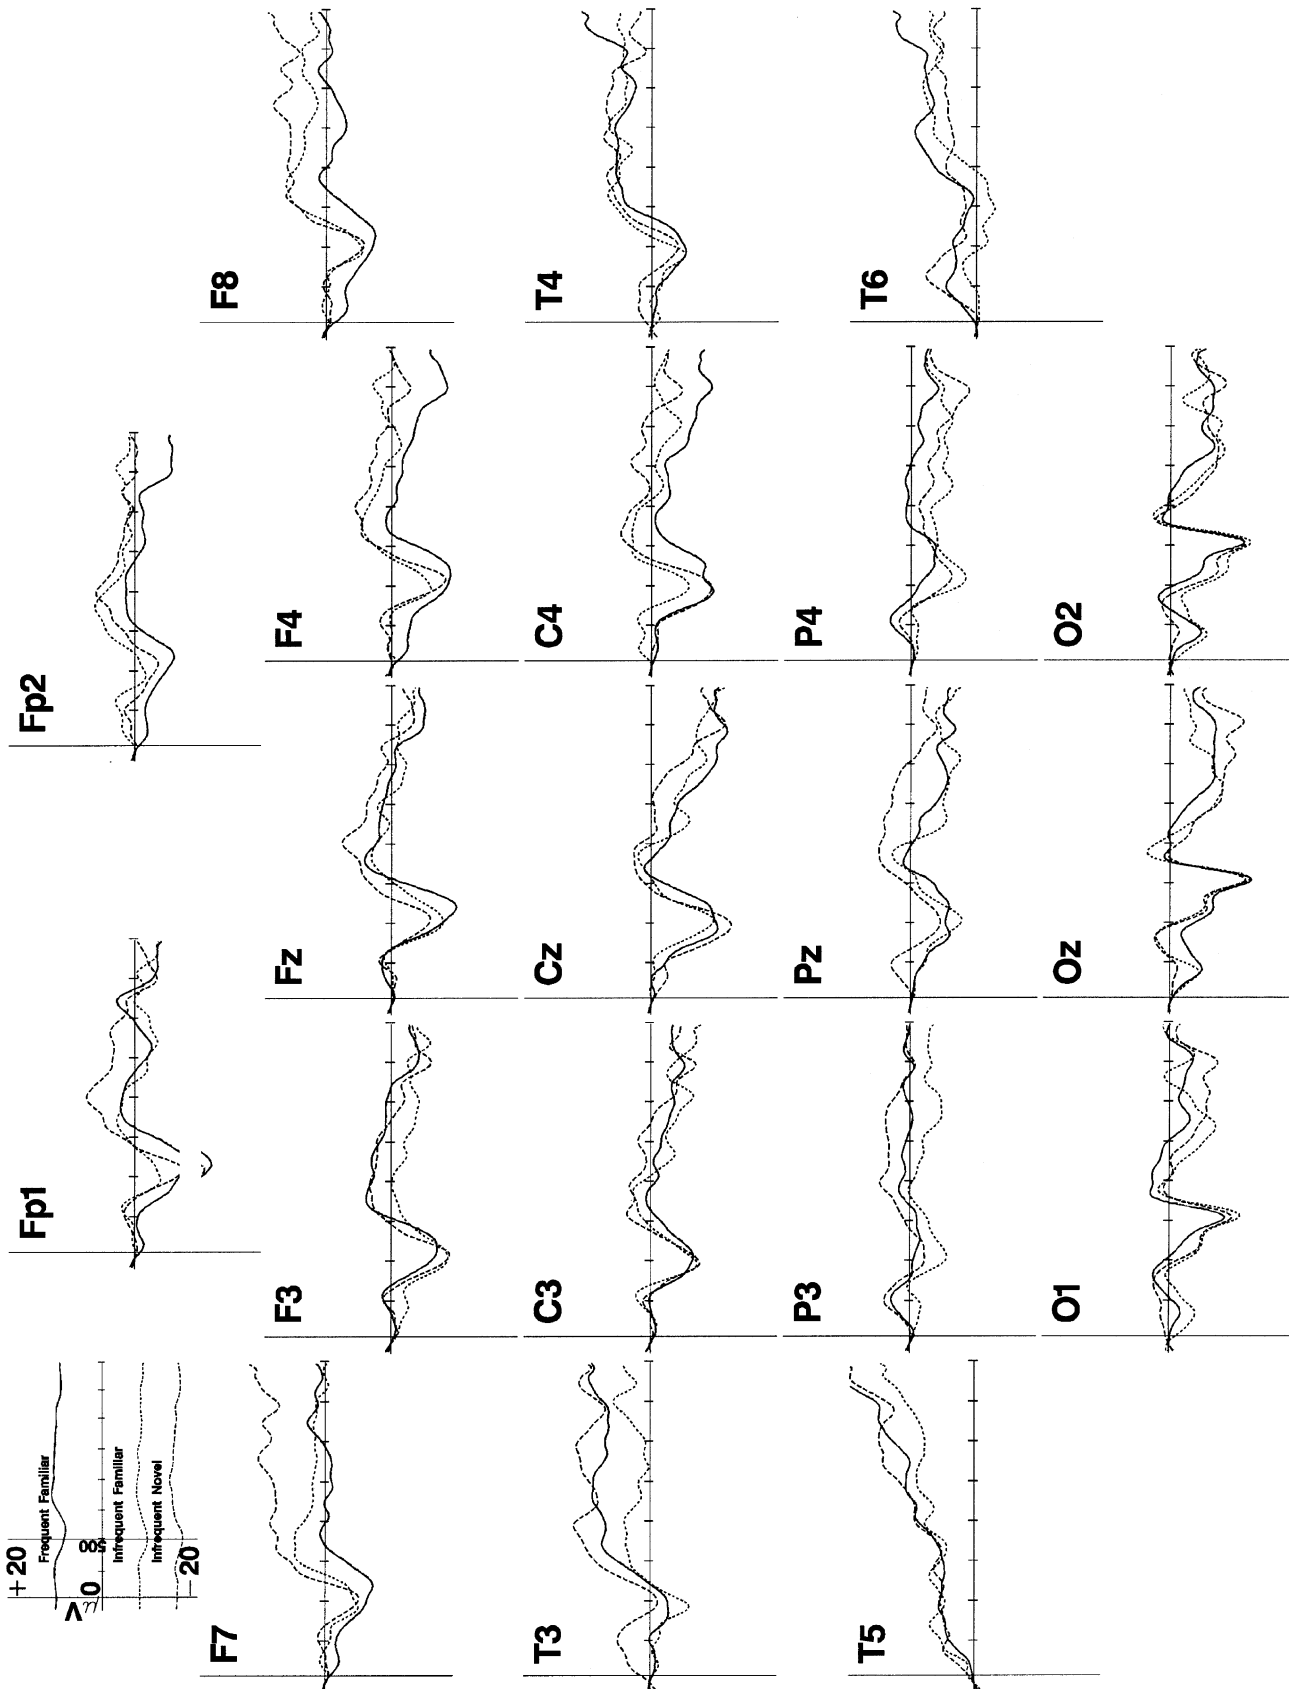 +20
μV
0
500
-20
Frequent Familiar
Infrequent Familiar
Infrequent Novel
Fp1
Fp2
F7
F3
Fz
F4
F8
T3
C3
Cz
C4
T4
T5
P3
Pz
P4
T6
O1
Oz
O2